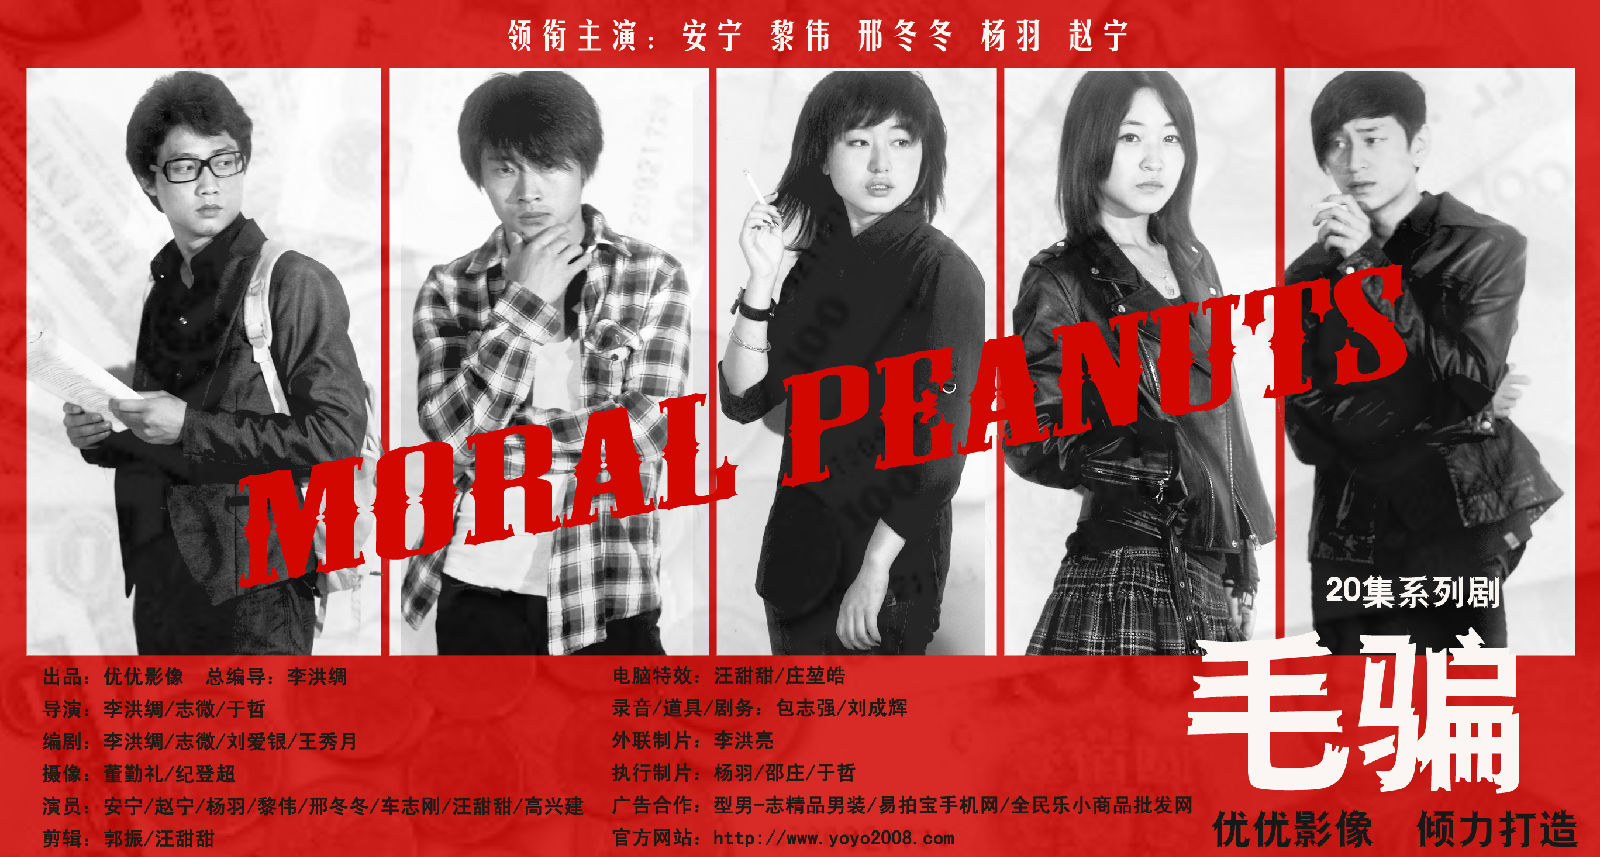 领衔主演：安宁 黎伟 邢冬冬 杨羽 赵宁
MORAL PEANUTS
20集系列剧
毛骗
优优影像 倾力打造
出品：优优影像 总编导：李洪绸
导演：李洪绸/志微/于哲
编剧：李洪绸/志微/刘爱银/王秀月
摄像：董勤礼/纪登超
演员：安宁/赵宁/杨羽/黎伟/邢冬冬/车志刚/汪甜甜/高兴建
剪辑：郭振/汪甜甜
电脑特效：汪甜甜/庄堃皓
录音/道具/剧务：包志强/刘成辉
外联制片：李洪亮
执行制片：杨羽/邵庄/于哲
广告合作：型男-志精品男装/易拍宝手机网/全民乐小商品批发网
官方网站：http://www.yoyo2008.com